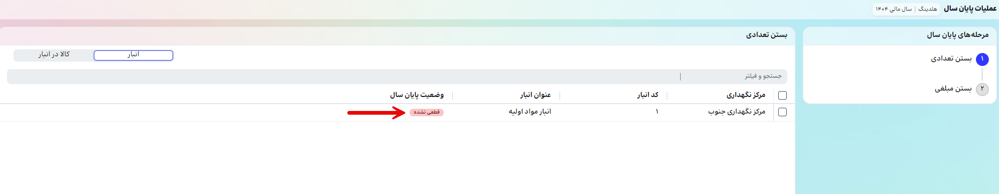 عملیات پایان سال هلدینگ | سال مالی ۱۴۰۴
مرحله‌های پایان سال
۱ بستن تعدادی
۲ بستن مبلغی
بستن تعدادی
انبار کالا در انبار
جستجو و فیلتر
مرکز نگهداری کد انبار عنوان انبار وضعیت پایان سال
مرکز نگهداری جنوب ۱ انبار مواد اولیه قطعی نشده